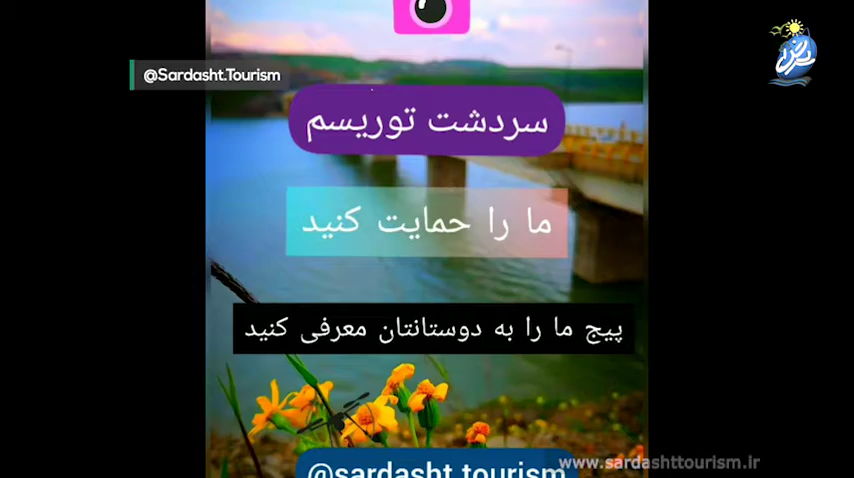 @Sardasht.Tourism
سردشت توریسم
ما را حمایت کنید
پیج ما را به دوستانتان معرفی کنید
@sardasht.tourism
www.sardashttourism.ir